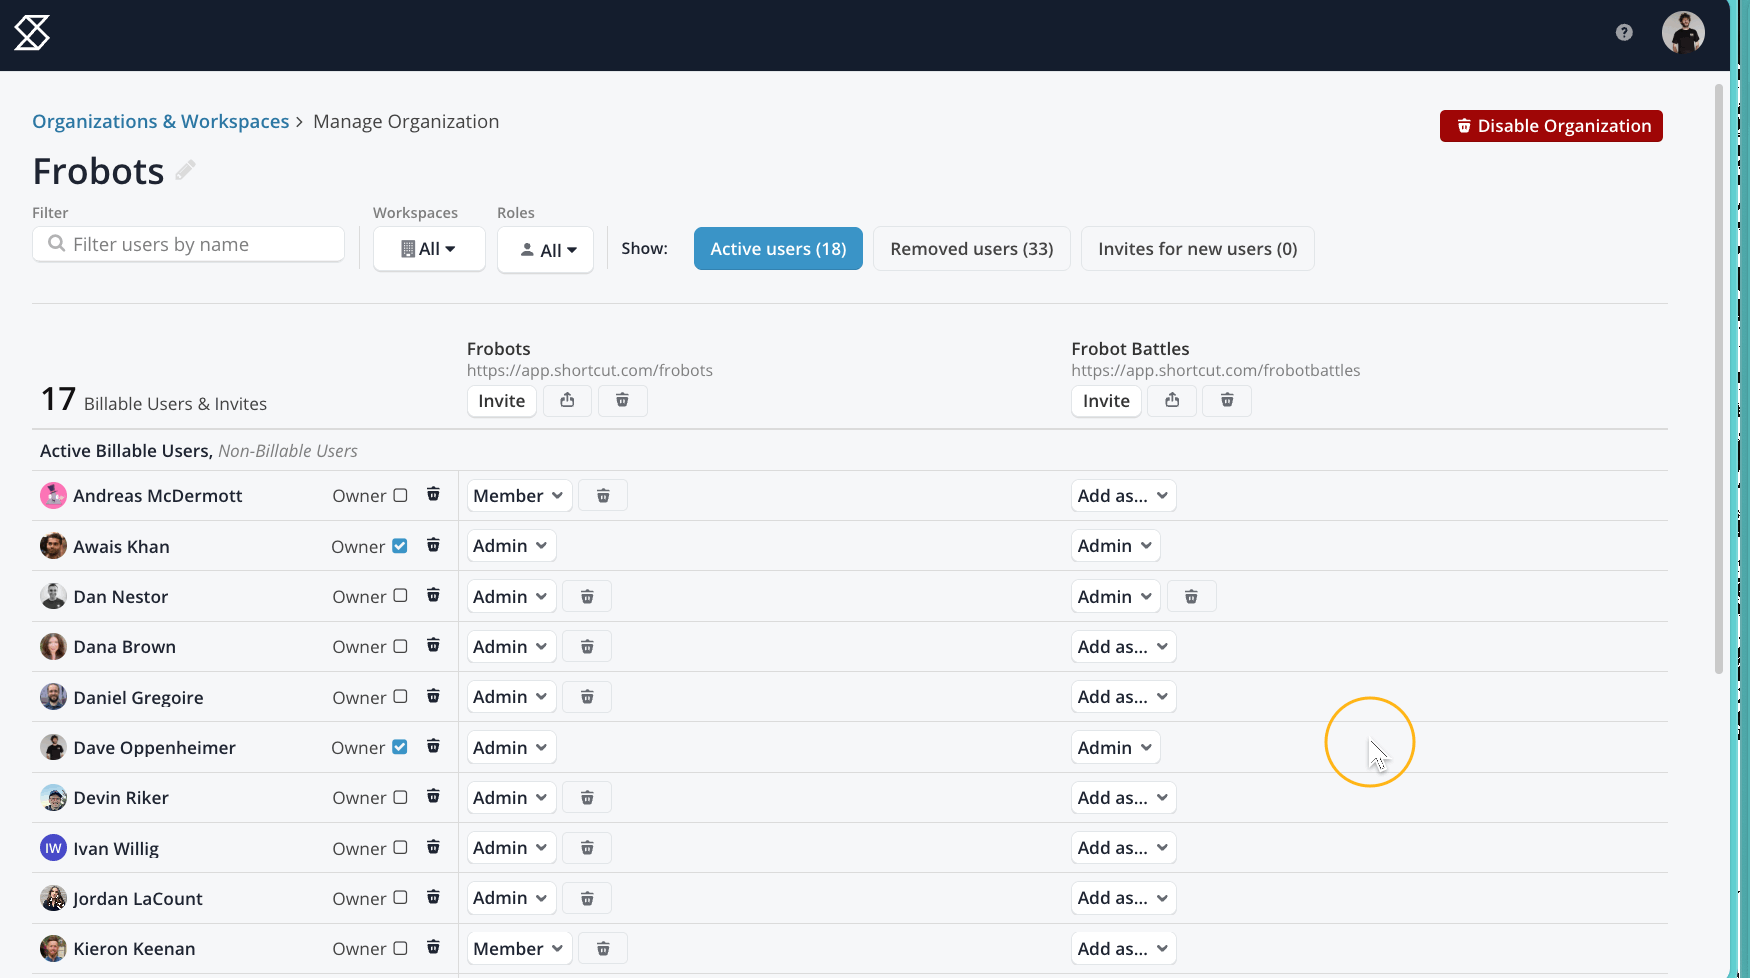 ?
Organizations & Workspaces > Manage Organization
Disable Organization
Frobots
Filter
Workspaces
Roles
Filter users by name
All
All
Show:
Active users (18)
Removed users (33)
Invites for new users (0)
Frobots
Frobot Battles
https://app.shortcut.com/frobots
https://app.shortcut.com/frobotbattles
17 Billable Users & Invites
Invite
Invite
Active Billable Users, Non-Billable Users
Andreas McDermott Owner Member Add as...
Awais Khan Owner Admin Admin
Dan Nestor Owner Admin Admin
Dana Brown Owner Admin Add as...
Daniel Gregoire Owner Admin Add as...
Dave Oppenheimer Owner Admin Admin
Devin Riker Owner Admin Add as...
IW Ivan Willig Owner Admin Add as...
Jordan LaCount Owner Admin Add as...
Kieron Keenan Owner Member Add as...